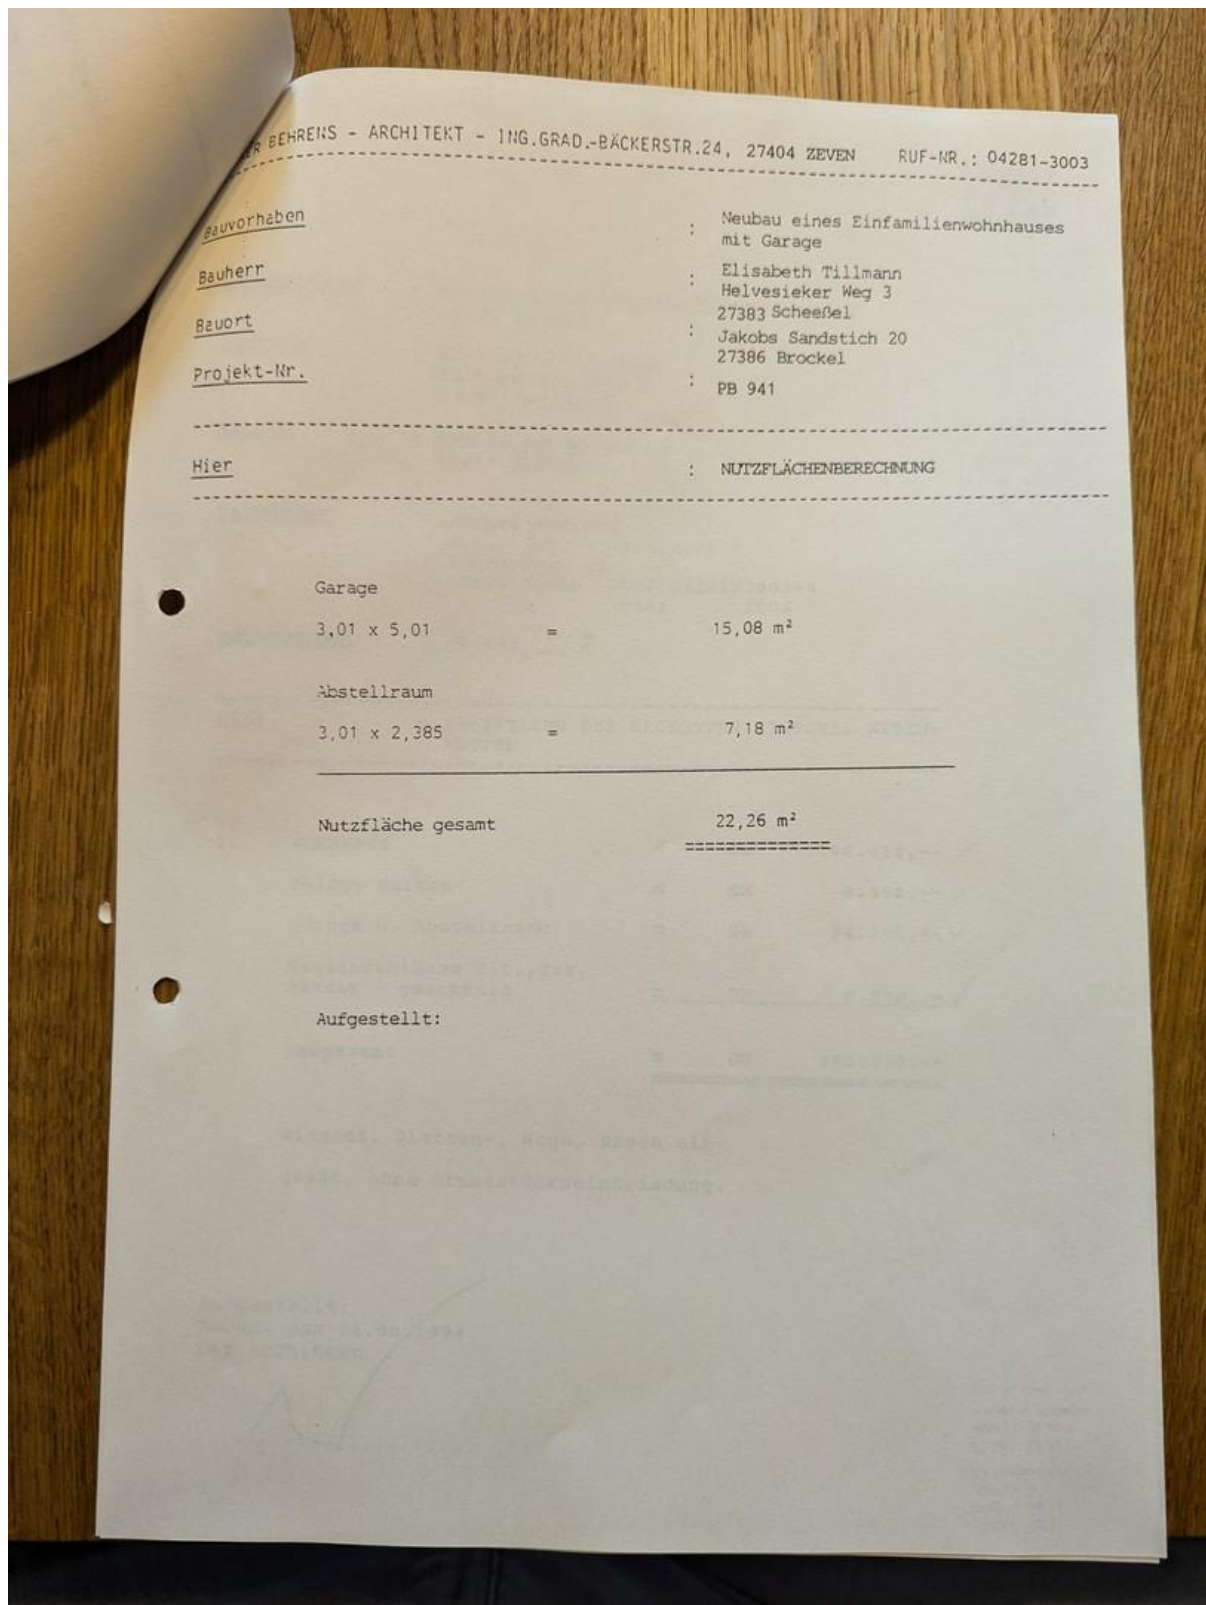 BEHRENS - ARCHITEKT - ING.GRAD.-BÄCKERSTR.24, 27404 ZEVEN RUF-NR.: 04281-3003
Bauvorhaben : Neubau eines Einfamilienwohnhauses
mit Garage
Bauherr : Elisabeth Tillmann
Helvesieker Weg 3
27383 Scheeßel
Bauort : Jakobs Sandstich 20
27386 Brockel
Projekt-Nr. : PB 941
Hier : NUTZFLÄCHENBERECHNUNG
Garage
3,01 x 5,01 = 15,08 m²
Abstellraum
3,01 x 2,385 = 7,18 m²
Nutzfläche gesamt 22,26 m²
Aufgestellt: